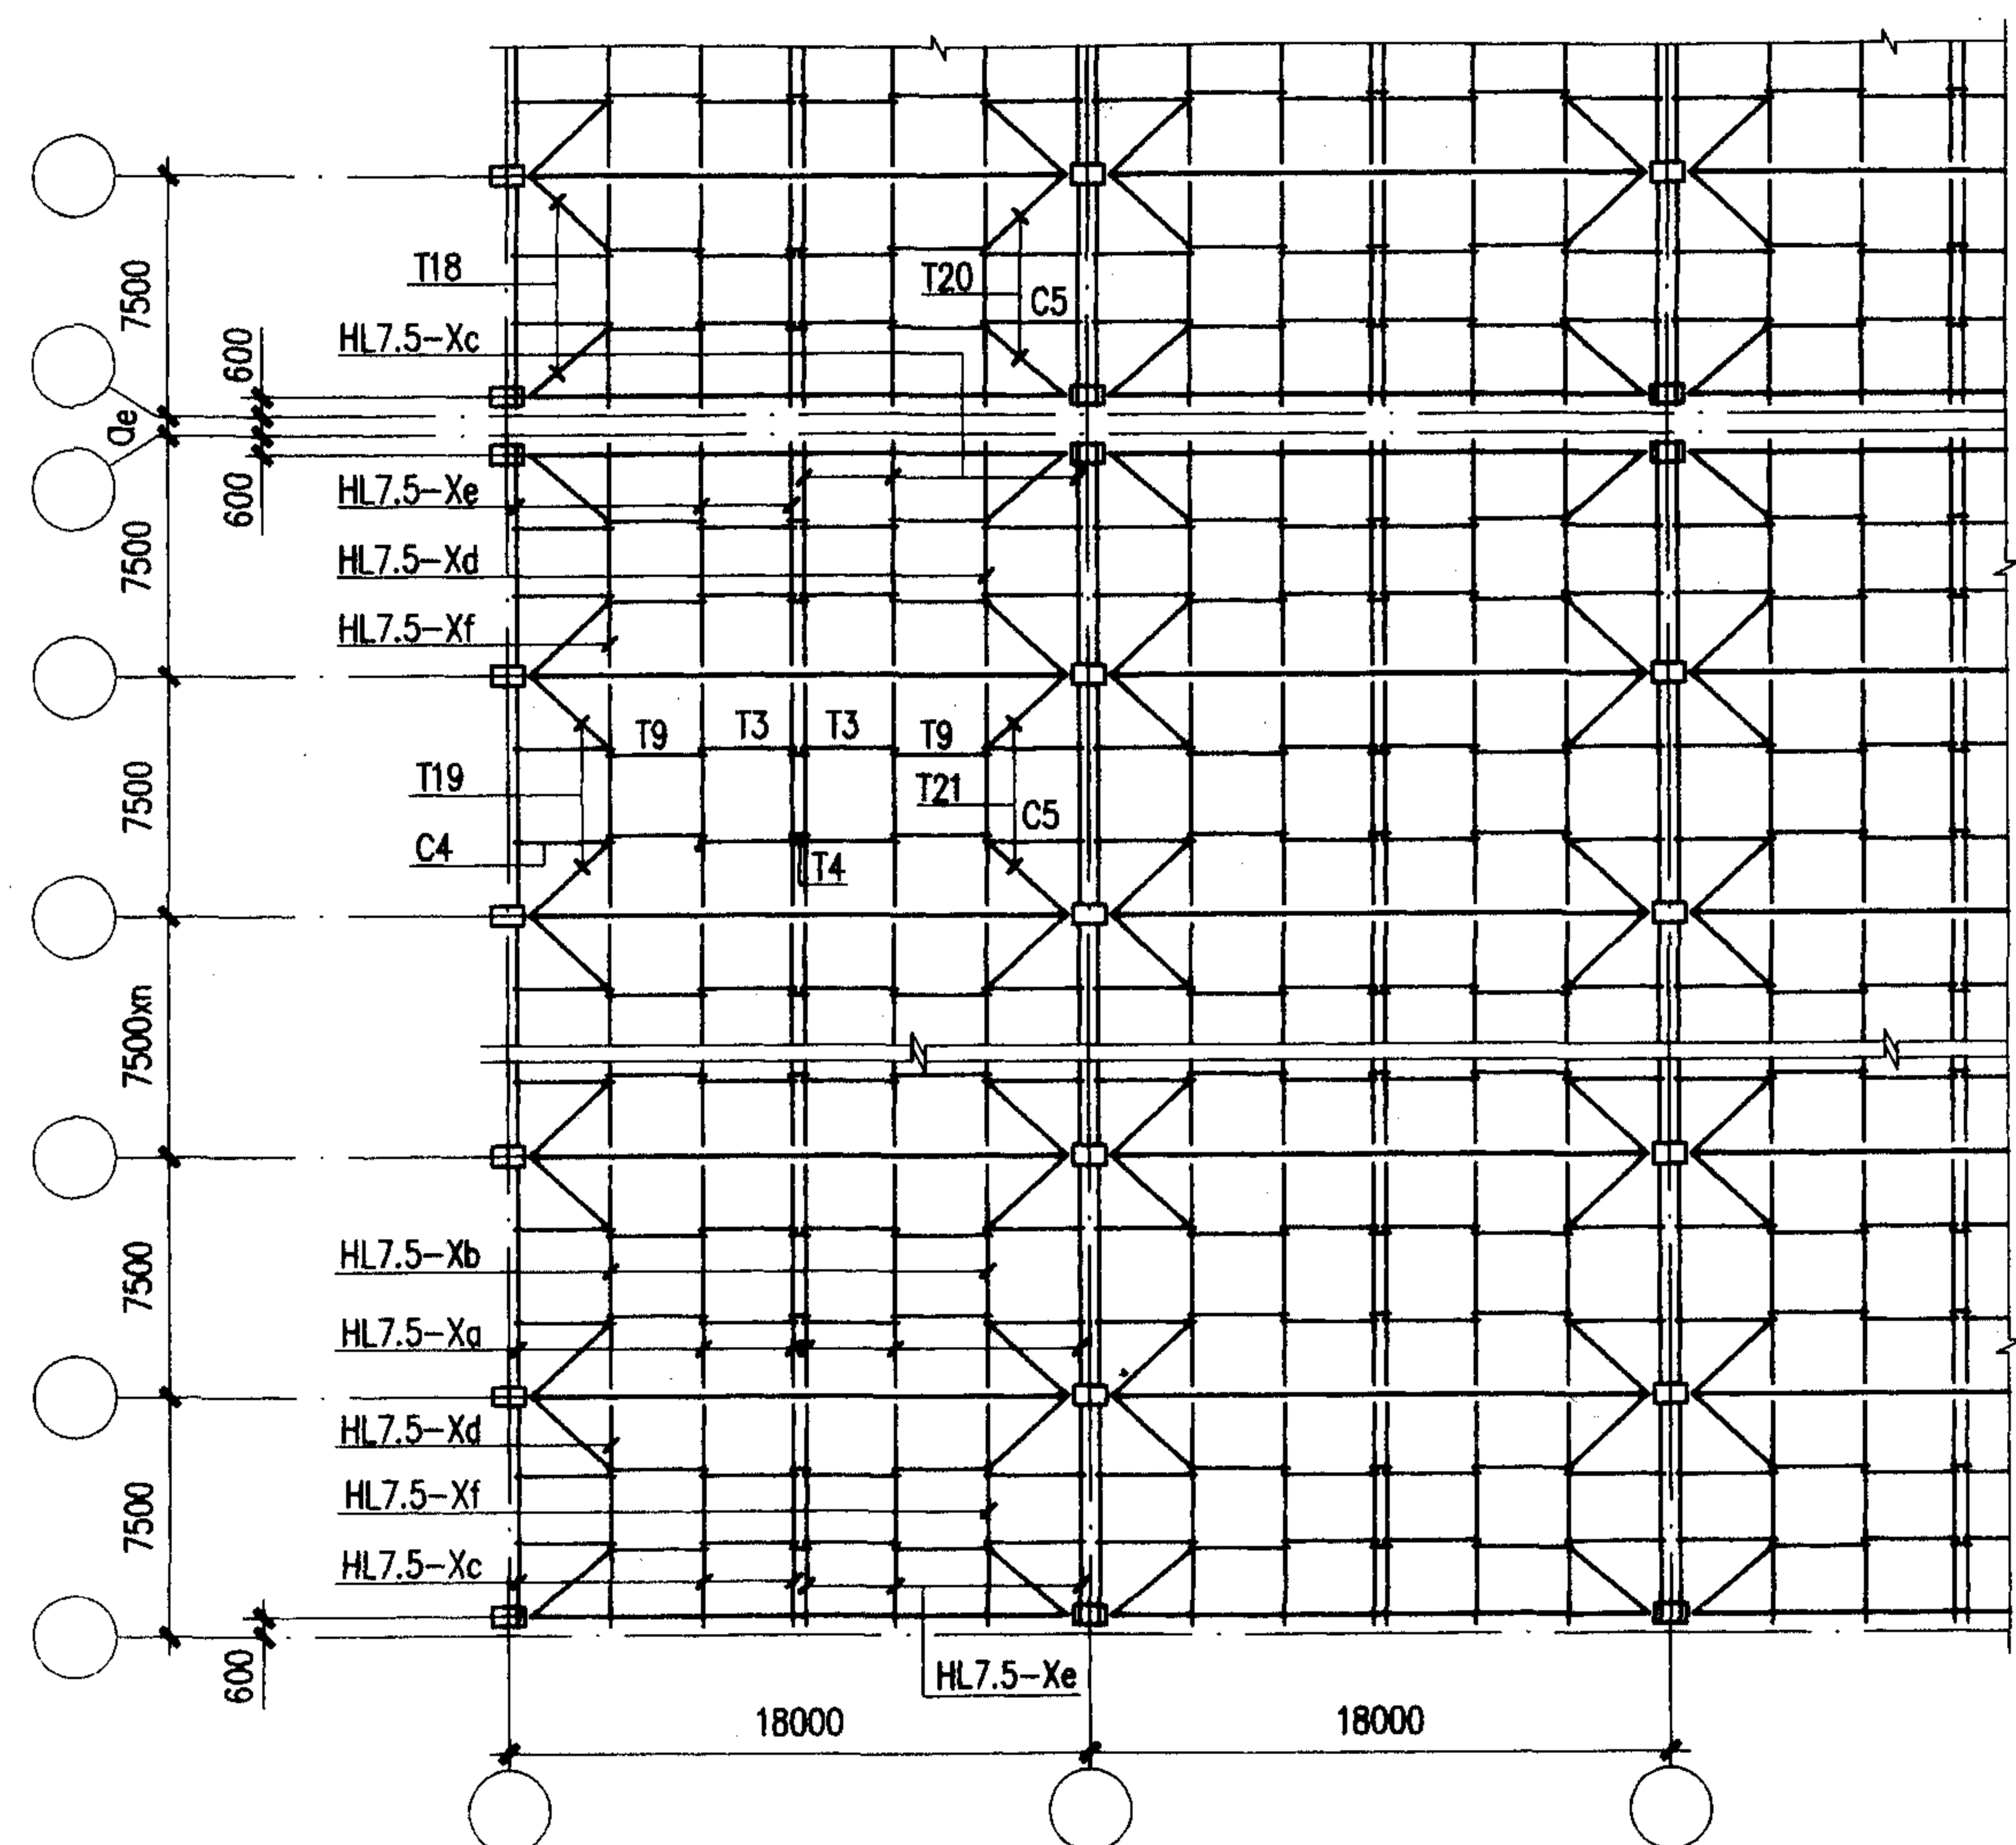 T18
T20
C5
7500
HL7.5-Xc
600
ae
600
HL7.5-Xe
7500
HL7.5-Xd
HL7.5-Xf
T9
T3
T3
T9
7500
T19
T21
C5
C4
T4
7500xn
HL7.5-Xb
7500
HL7.5-Xa
HL7.5-Xd
HL7.5-Xf
7500
HL7.5-Xc
600
HL7.5-Xe
18000
18000